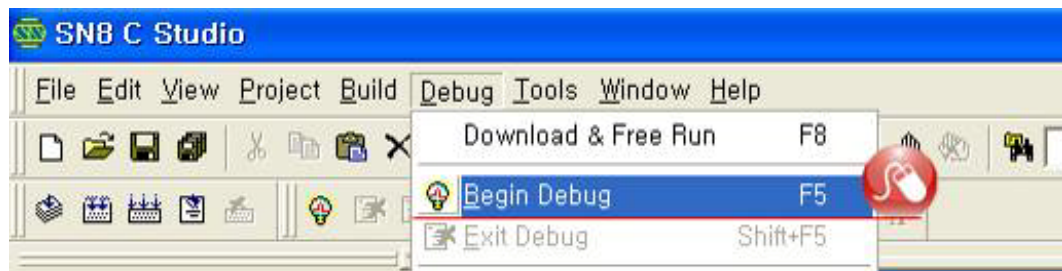 SN8 C Studio
File Edit View Project Build Debug Tools Window Help
Download & Free Run F8
Begin Debug F5
Exit Debug Shift+F5